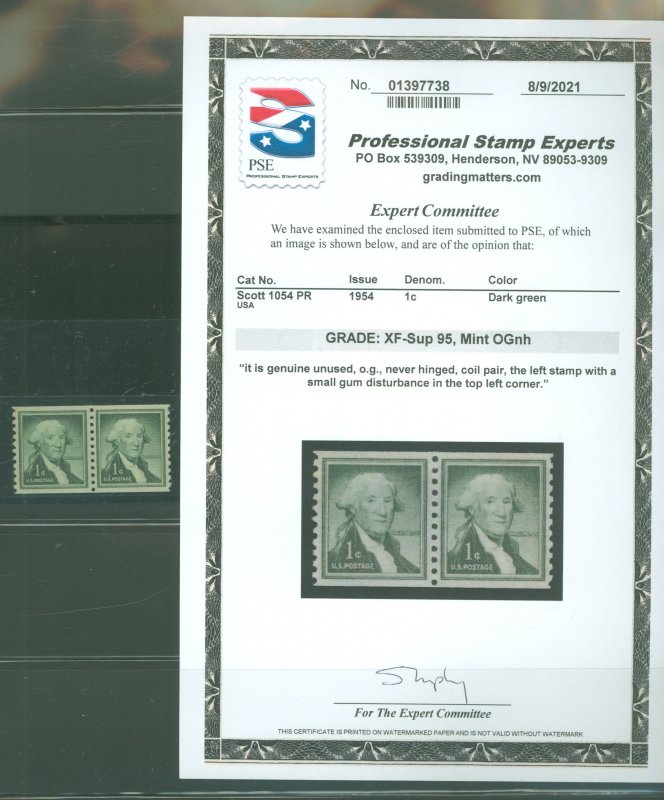 No. 01397738
8/9/2021
PSE
PROFESSIONAL STAMP EXPERTS
Professional Stamp Experts
PO Box 539309, Henderson, NV 89053-9309
gradingmatters.com
Expert Committee
We have examined the enclosed item submitted to PSE, of which
an image is shown below, and are of the opinion that:
Cat No. Issue Denom. Color
Scott 1054 PR 1954 1c Dark green
USA
GRADE: XF-Sup 95, Mint OGnh
“it is genuine unused, o.g., never hinged, coil pair, the left stamp with a
small gum disturbance in the top left corner.”
WASHINGTON WASHINGTON
1¢ 1¢
U.S. POSTAGE U.S. POSTAGE
1¢ 1¢
U.S. POSTAGE U.S. POSTAGE
For The Expert Committee
THIS CERTIFICATE IS PRINTED ON WATERMARKED PAPER AND IS NOT VALID WITHOUT WATERMARK